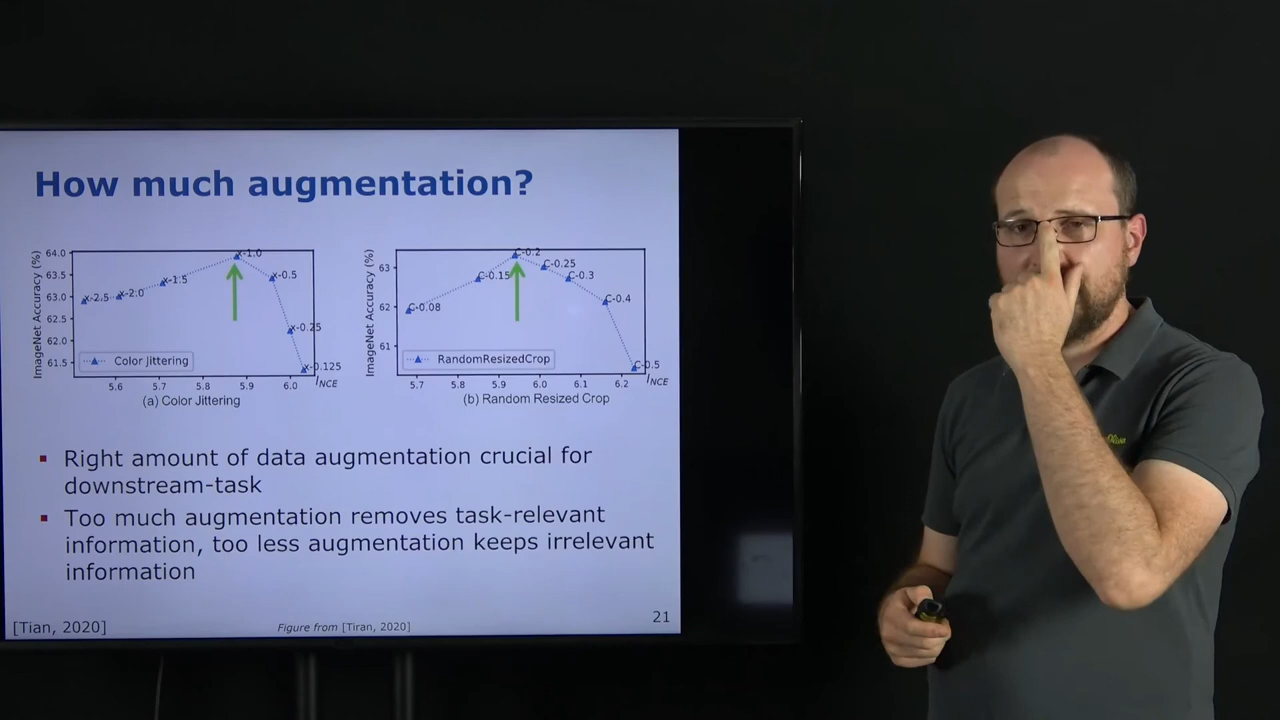 How much augmentation?
ImageNet Accuracy (%)
64.0
63.5
63.0
62.5
62.0
61.5
x-2.5
x-2.0
x-1.5
x-1.0
x-0.5
x-0.25
x-0.125
Color Jittering
5.6 5.7 5.8 5.9 6.0
I_NCE
(a) Color Jittering
ImageNet Accuracy (%)
63
62
61
C-0.08
C-0.15
C-0.2
C-0.25
C-0.3
C-0.4
C-0.5
RandomResizedCrop
5.7 5.8 5.9 6.0 6.1 6.2
I_NCE
(b) Random Resized Crop
▪ Right amount of data augmentation crucial for
downstream-task
▪ Too much augmentation removes task-relevant
information, too less augmentation keeps irrelevant
information
[Tian, 2020]
Figure from [Tiran, 2020]
21